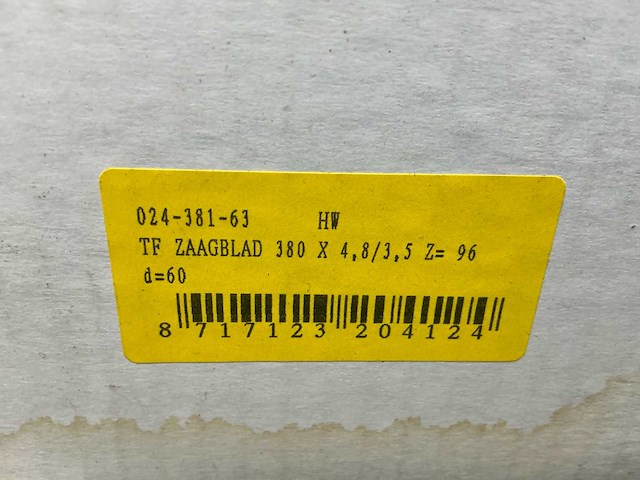 024-381-63 HW
TF ZAAGBLAD 380 X 4,8/3,5 Z= 96
d=60
8 717123 204124